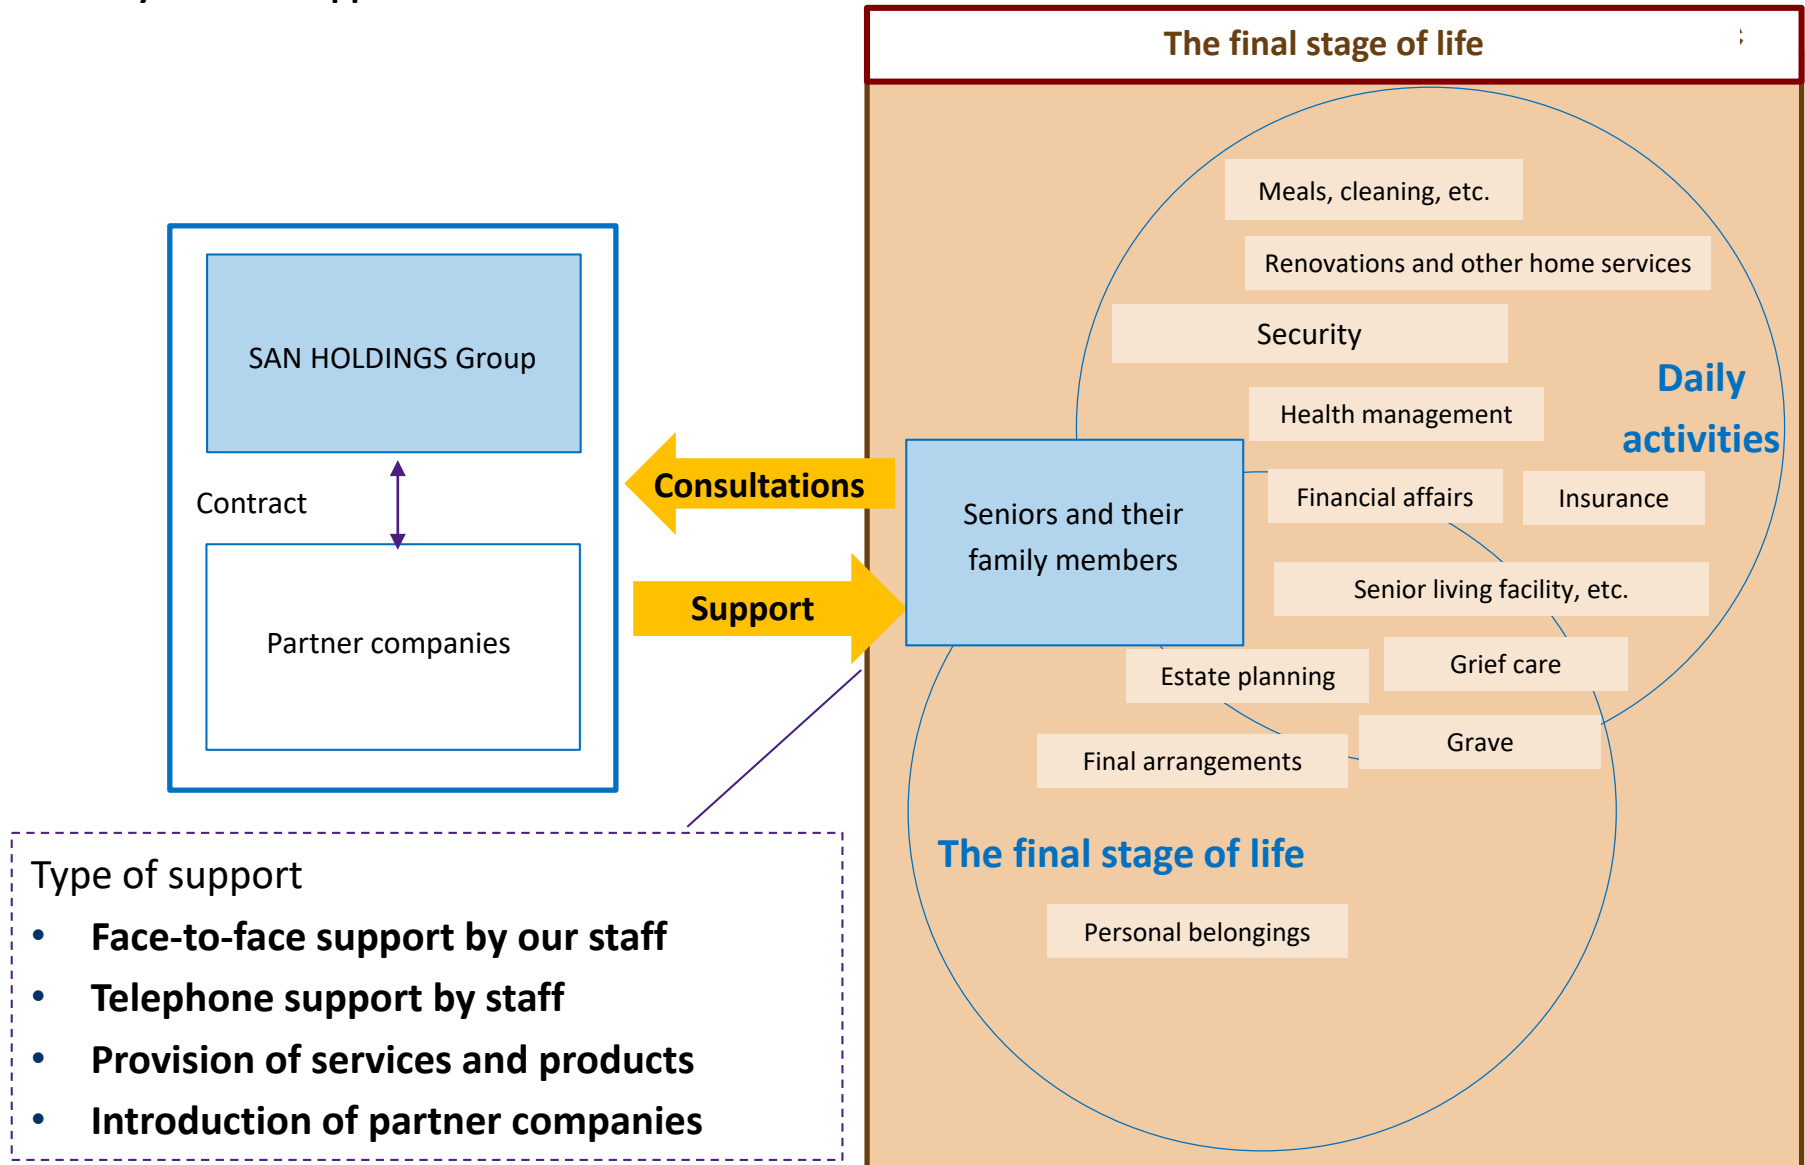 The final stage of life
Meals, cleaning, etc.
Renovations and other home services
Security
Daily
activities
Health management
Financial affairs
Insurance
Senior living facility, etc.
Seniors and their
family members
Estate planning
Grief care
Grave
Final arrangements
The final stage of life
Personal belongings
SAN HOLDINGS Group
Contract
Partner companies
Consultations
Support
Type of support
• Face-to-face support by our staff
• Telephone support by staff
• Provision of services and products
• Introduction of partner companies